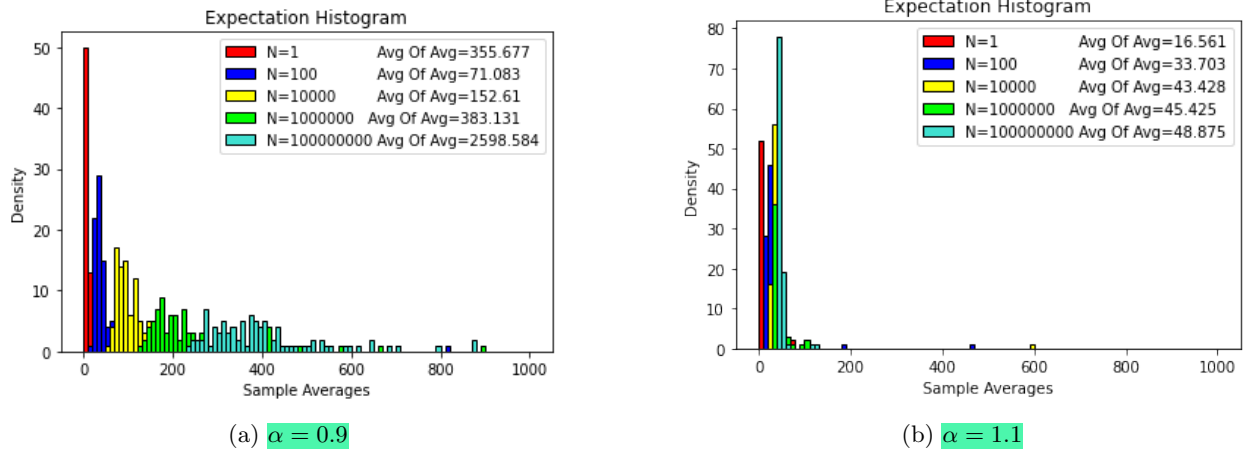 Expectation Histogram
N=1 Avg Of Avg=355.677
N=100 Avg Of Avg=71.083
N=10000 Avg Of Avg=152.61
N=1000000 Avg Of Avg=383.131
N=100000000 Avg Of Avg=2598.584
Density
50
40
30
20
10
0
0 200 400 600 800 1000
Sample Averages
(a) α = 0.9
Expectation Histogram
N=1 Avg Of Avg=16.561
N=100 Avg Of Avg=33.703
N=10000 Avg Of Avg=43.428
N=1000000 Avg Of Avg=45.425
N=100000000 Avg Of Avg=48.875
Density
80
70
60
50
40
30
20
10
0
0 200 400 600 800 1000
Sample Averages
(b) α = 1.1